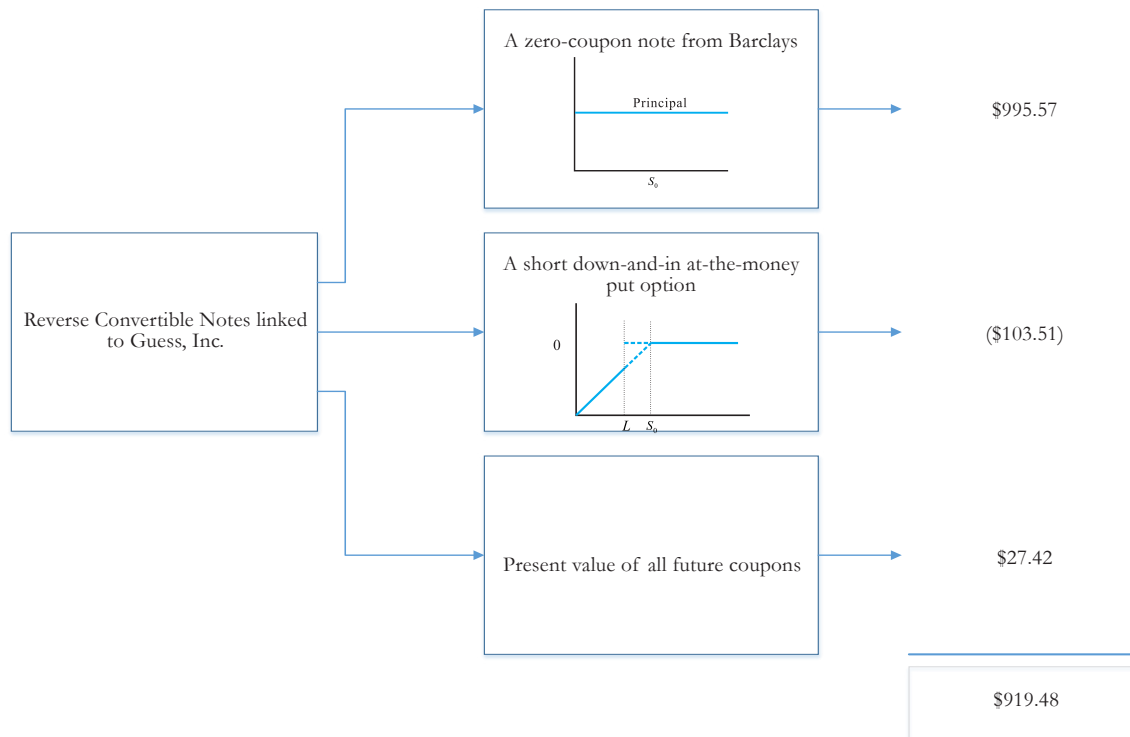 A zero-coupon note from Barclays
Principal
S₀
$995.57
Reverse Convertible Notes linked
to Guess, Inc.
A short down-and-in at-the-money
put option
0
L S₀
($103.51)
Present value of all future coupons
$27.42
$919.48